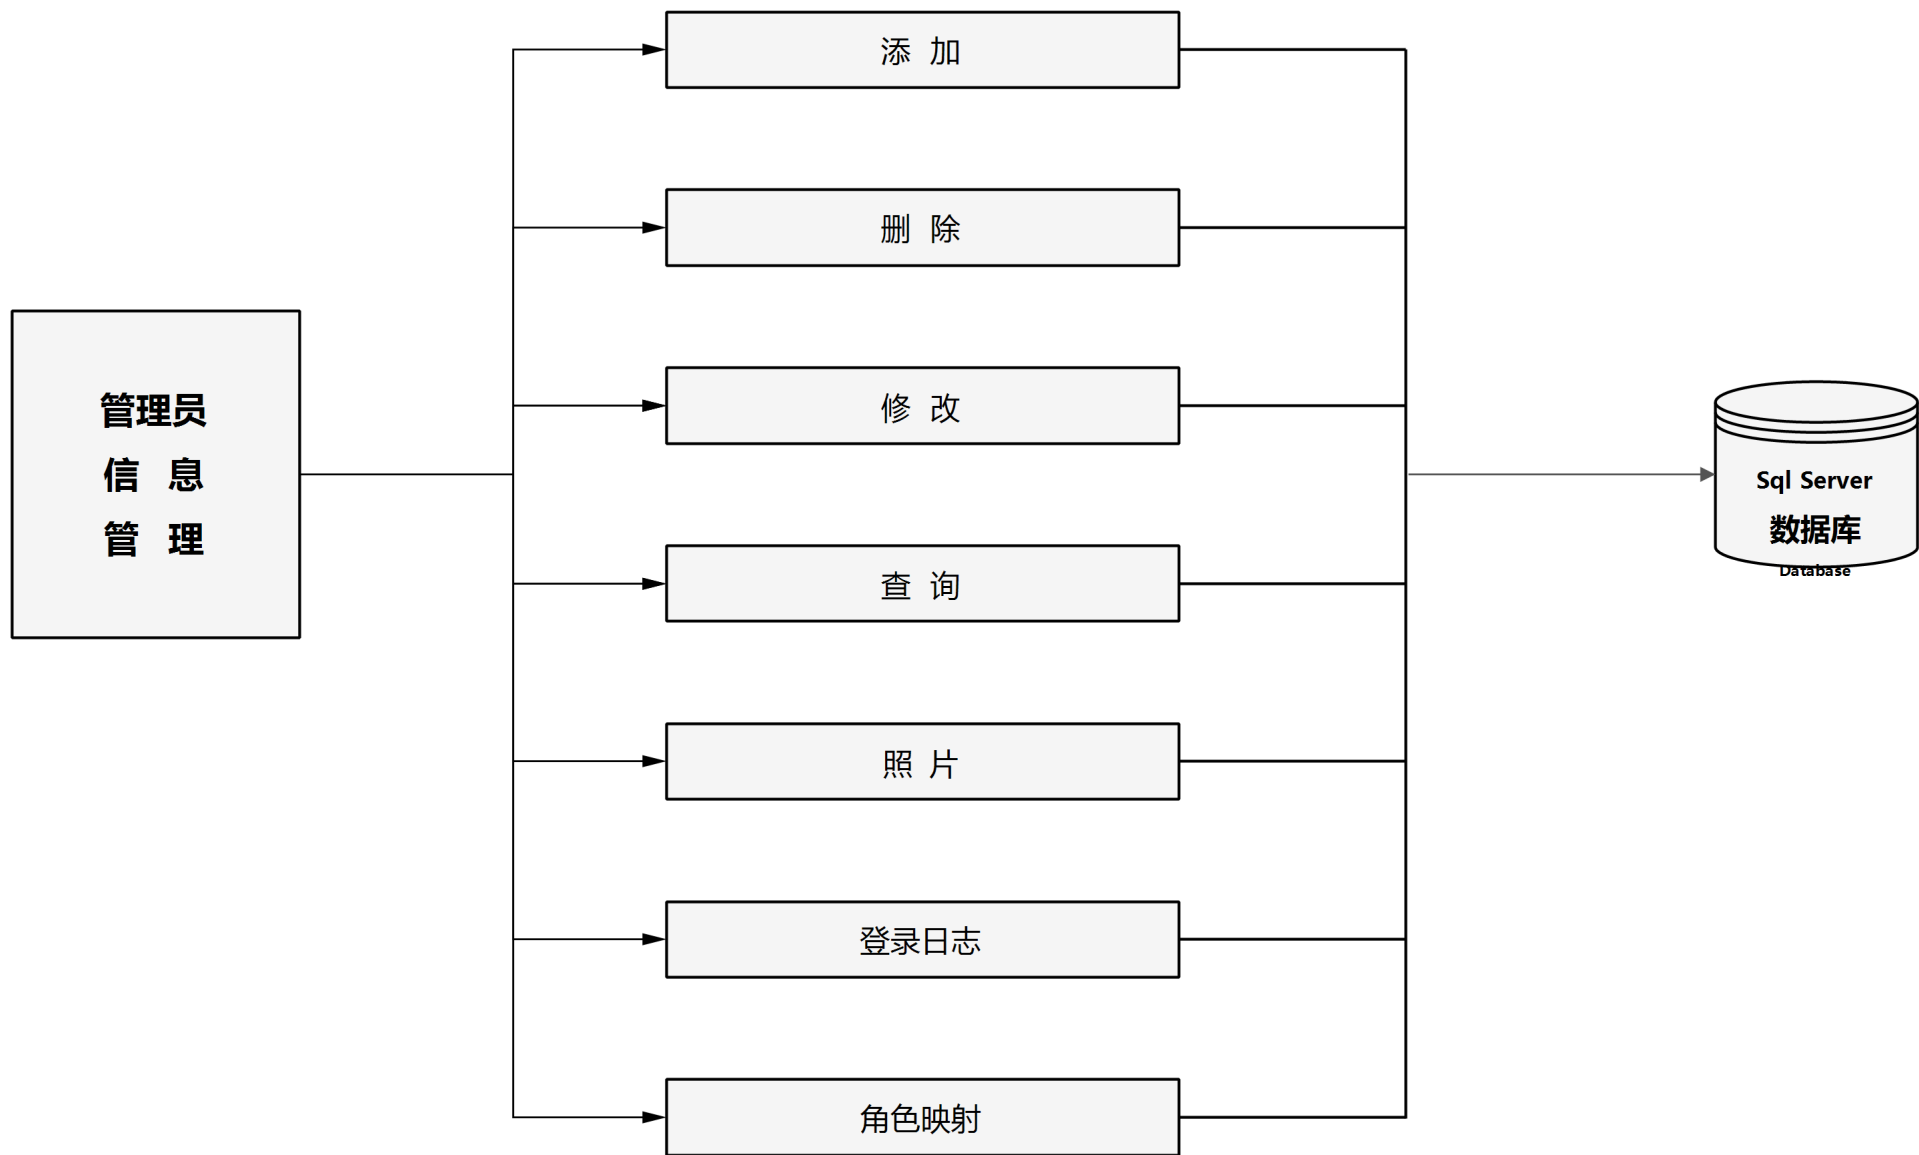 管理员
信 息
管 理
添 加
删 除
修 改
查 询
照 片
登录日志
角色映射
Sql Server
数据库
Database